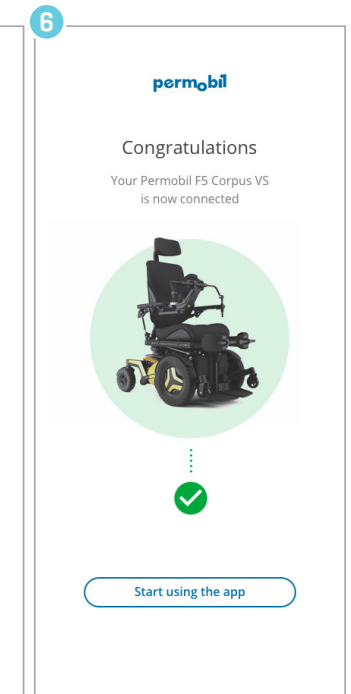 6
permobil
Congratulations
Your Permobil F5 Corpus VS
is now connected
Start using the app